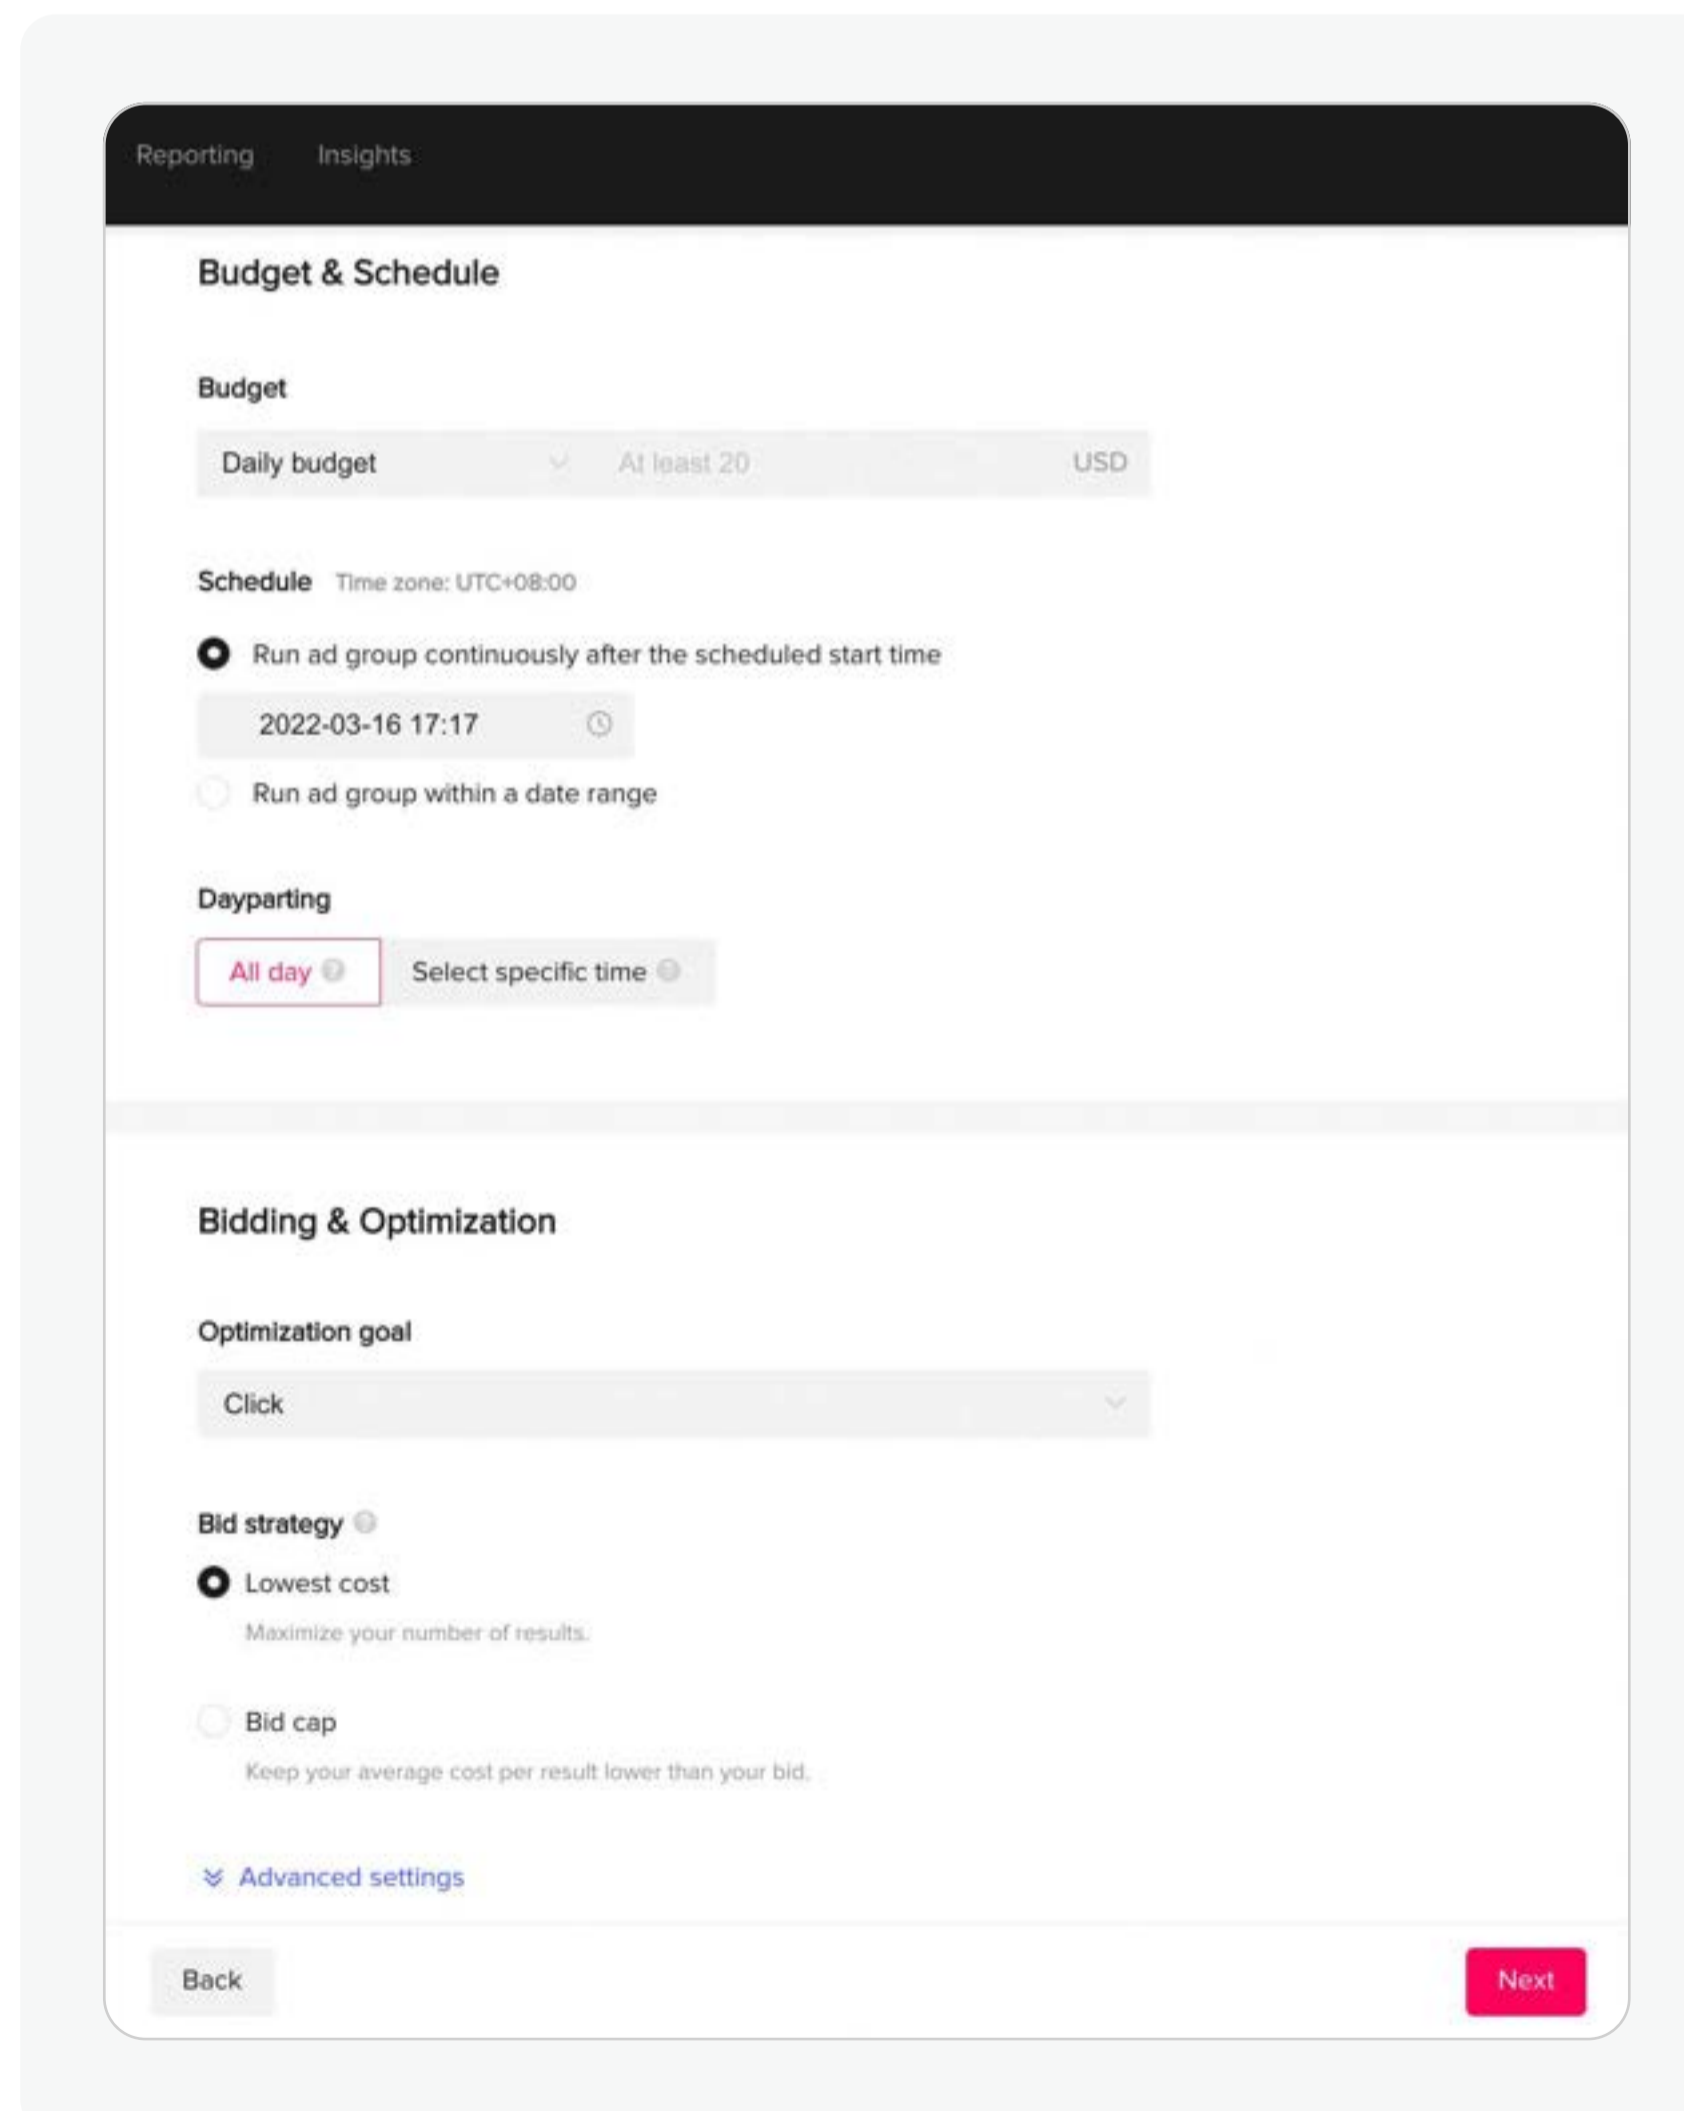 Reporting Insights
Budget & Schedule
Budget
Daily budget At least 20 USD
Schedule Time zone: UTC+08:00
Run ad group continuously after the scheduled start time
2022-03-16 17:17
Run ad group within a date range
Dayparting
All day ? Select specific time ?
Bidding & Optimization
Optimization goal
Click
Bid strategy ?
Lowest cost
Maximize your number of results.
Bid cap
Keep your average cost per result lower than your bid.
Advanced settings
Back Next